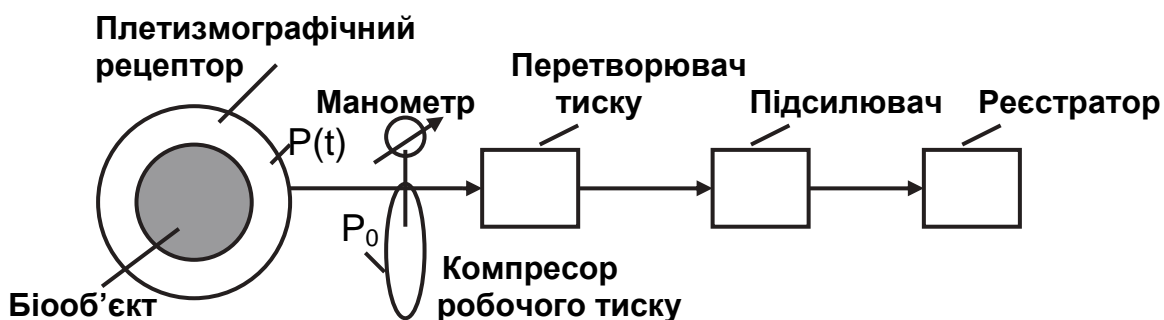 Плетизмографічний
рецептор
Манометр
Перетворювач
тиску
Підсилювач
Реєстратор
P(t)
P₀
Компресор
робочого тиску
Біооб’єкт